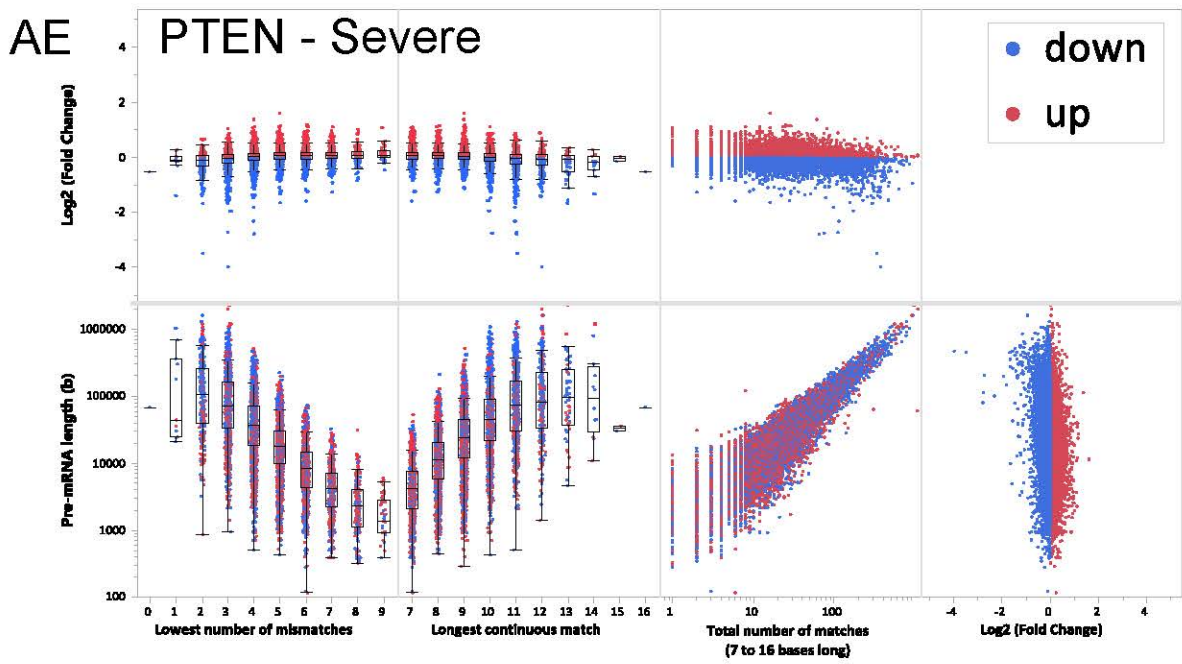 AE PTEN - Severe
down
up
Log2 (Fold Change)
4
2
0
-2
-4
Pre-mRNA length (b)
1000000
100000
10000
1000
100
0 1 2 3 4 5 6 7 8 9
7 8 9 10 11 12 13 14 15 16
1 10 100
-4 -2 0 2 4
Lowest number of mismatches
Longest continuous match
Total number of matches
(7 to 16 bases long)
Log2 (Fold Change)